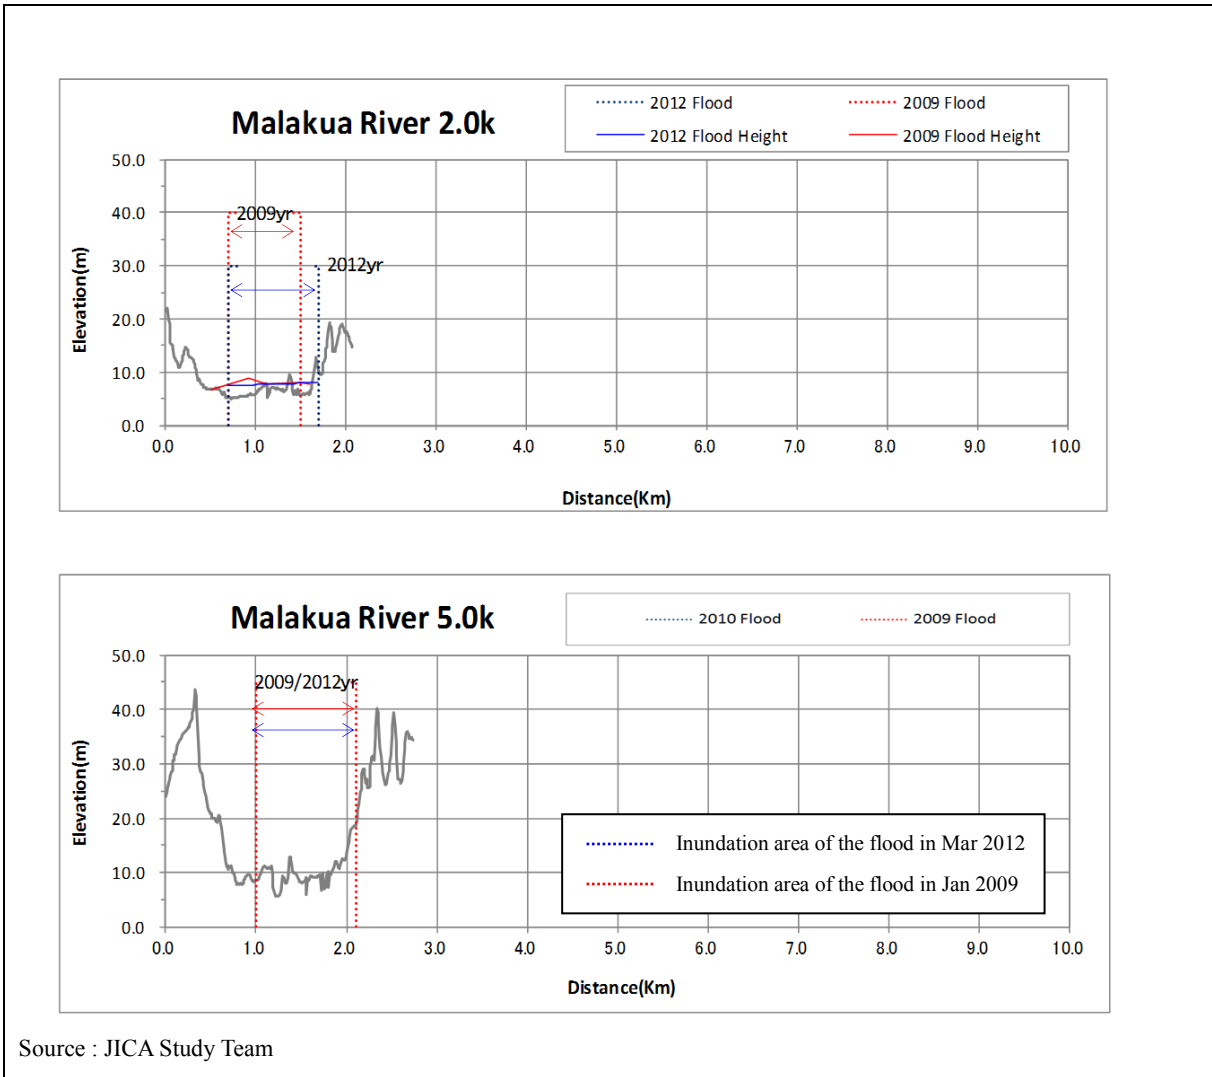 Malakua River 2.0k
2012 Flood
2009 Flood
2012 Flood Height
2009 Flood Height
50.0
40.0
30.0
20.0
10.0
0.0
Elevation(m)
2009yr
2012yr
0.0 1.0 2.0 3.0 4.0 5.0 6.0 7.0 8.0 9.0 10.0
Distance(Km)
Malakua River 5.0k
2010 Flood
2009 Flood
50.0
40.0
30.0
20.0
10.0
0.0
Elevation(m)
2009/2012yr
Inundation area of the flood in Mar 2012
Inundation area of the flood in Jan 2009
0.0 1.0 2.0 3.0 4.0 5.0 6.0 7.0 8.0 9.0 10.0
Distance(Km)
Source : JICA Study Team